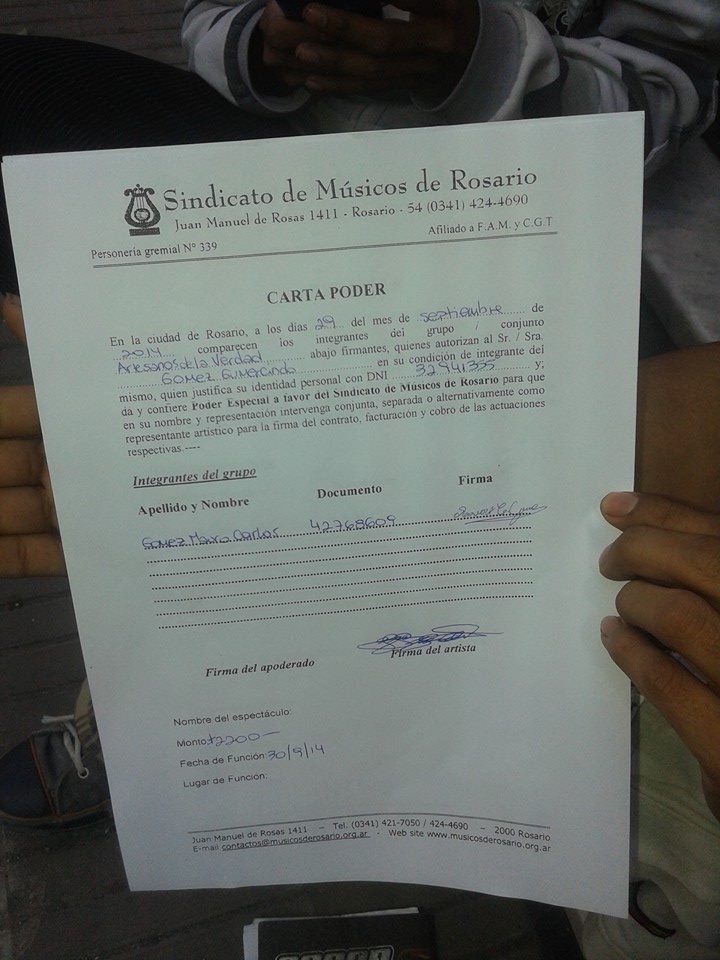 Sindicato de Músicos de Rosario
Juan Manuel de Rosas 1411 - Rosario - 54 (0341) 424-4690
Personería gremial N° 339
Afiliado a F.A.M. y C.G.T
CARTA PODER
En la ciudad de Rosario, a los días 29 del mes de septiembre de
2014 comparecen los integrantes del grupo / conjunto
Artesanos de la Verdad abajo firmantes, quienes autorizan al Sr. / Sra.
GOMEZ Gumercindo en su condición de integrante del
mismo, quien justifica su identidad personal con DNI 32941355 y;
da y confiere Poder Especial a favor del Sindicato de Músicos de Rosario para que
en su nombre y representación intervenga conjunta, separada o alternativamente como
representante artístico para la firma del contrato, facturación y cobro de las actuaciones
respectivas.----
Integrantes del grupo
Apellido y Nombre Documento Firma
Gomez Mauro Carlos 42768609
Firma del apoderado Firma del artista
Nombre del espectáculo:
Monto: $2200-
Fecha de Función: 30/9/14
Lugar de Función:
Juan Manuel de Rosas 1411 – Tel. (0341) 421-7050 / 424-4690 – 2000 Rosario
E-mail contactos@musicosderosario.org.ar - Web site www.musicosderosario.org.ar